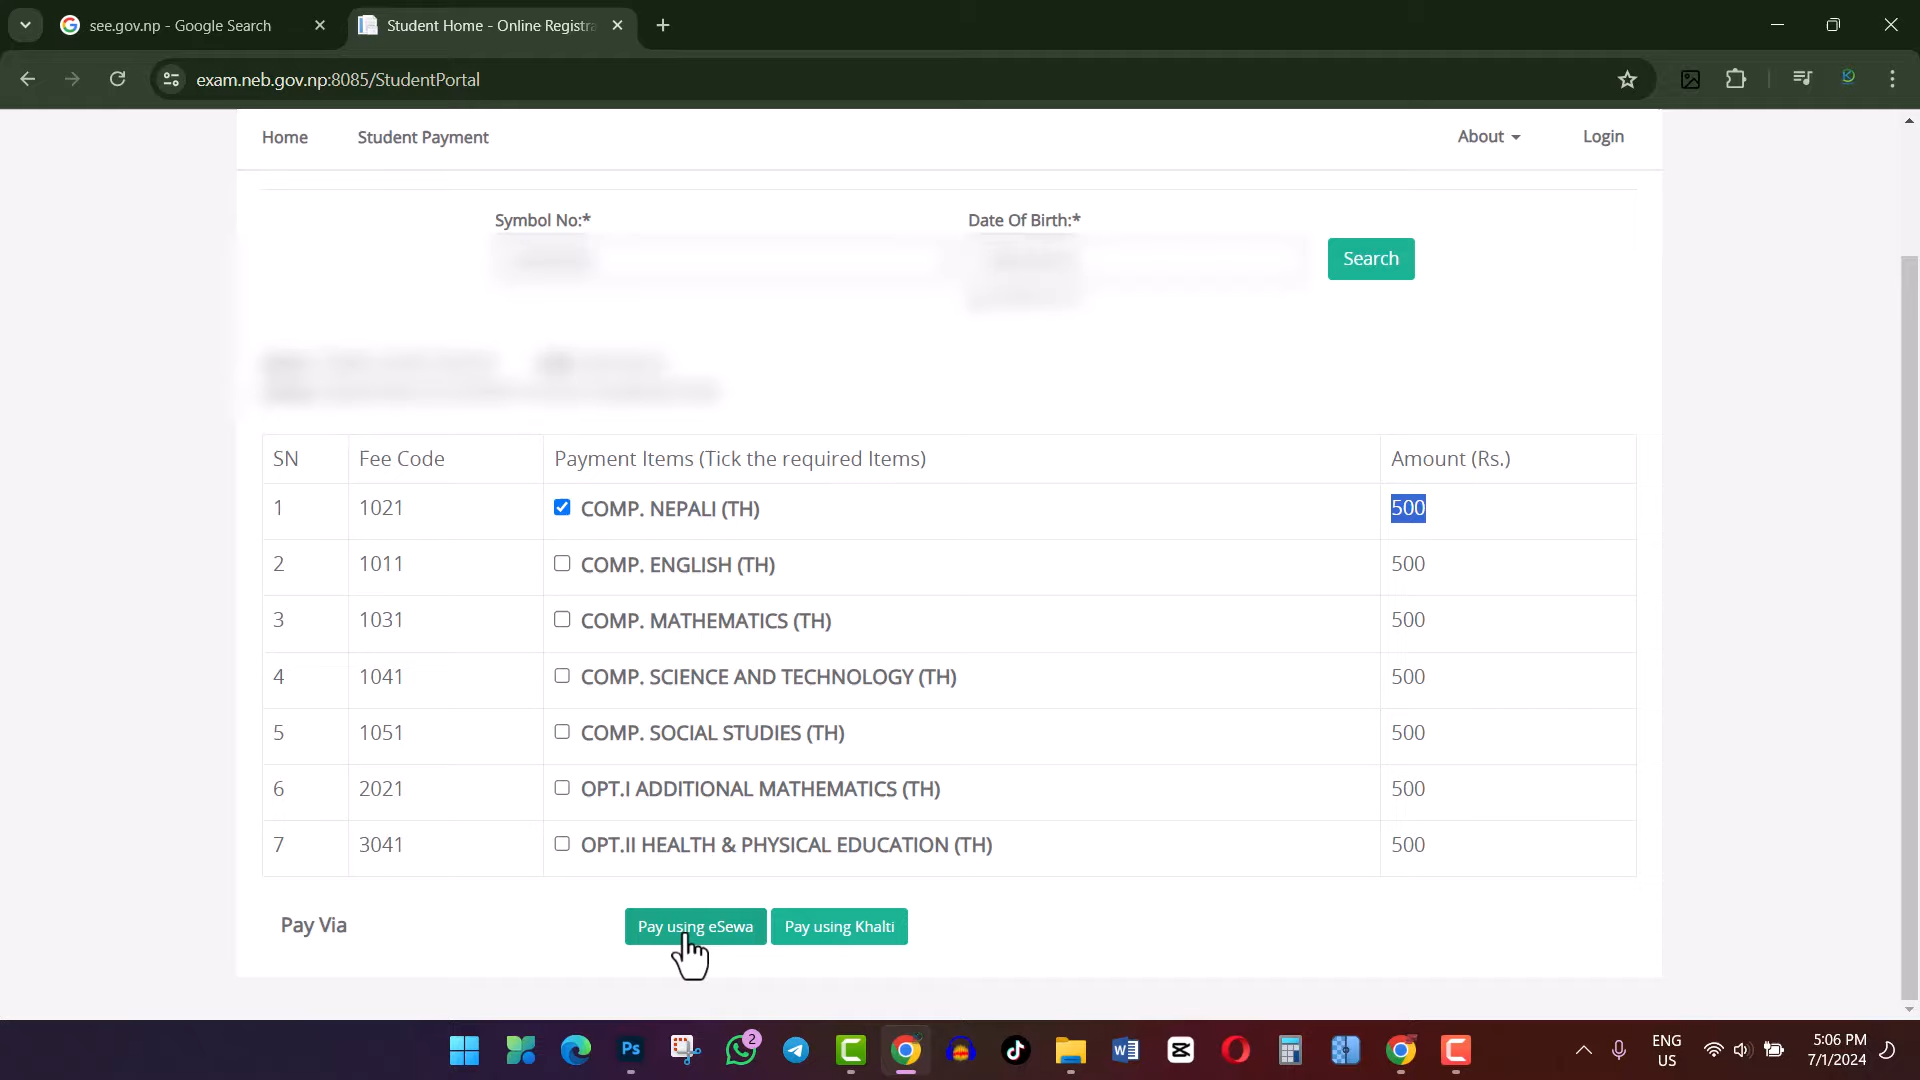 see.gov.np - Google Search
Student Home - Online Registra
exam.neb.gov.np:8085/StudentPortal
Home Student Payment About Login
Symbol No:* Date Of Birth:*
Search
SN Fee Code Payment Items (Tick the required Items) Amount (Rs.)
1 1021 COMP. NEPALI (TH) 500
2 1011 COMP. ENGLISH (TH) 500
3 1031 COMP. MATHEMATICS (TH) 500
4 1041 COMP. SCIENCE AND TECHNOLOGY (TH) 500
5 1051 COMP. SOCIAL STUDIES (TH) 500
6 2021 OPT.I ADDITIONAL MATHEMATICS (TH) 500
7 3041 OPT.II HEALTH & PHYSICAL EDUCATION (TH) 500
Pay Via Pay using eSewa Pay using Khalti
Ps 2 ENG 5:06 PM
US 7/1/2024